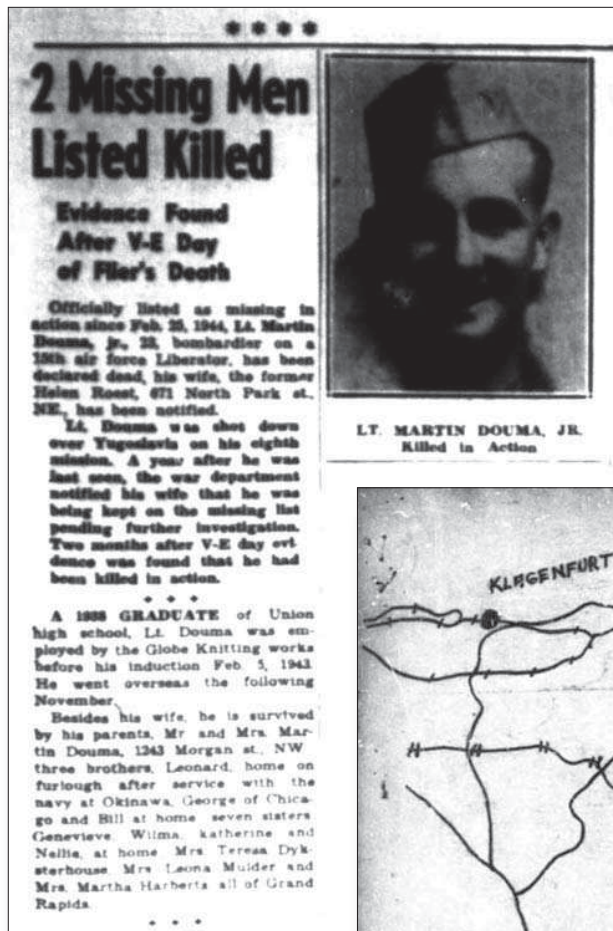 2 Missing Men
Listed Killed
Evidence Found
After V-E Day
of Flier's Death
Officially listed as missing in
action since Feb. 25, 1944, Lt. Martin
Douma, jr., 23, bombardier on a
15th air force Liberator, has been
declared dead, his wife, the former
Helen Roest, 671 North Park st.,
NE., has been notified.
Lt. Douma was shot down
over Yugoslavia on his eighth
mission. A year after he was
last seen, the war department
notified his wife that he was
being kept on the missing list
pending further investigation.
Two months after V-E day evi-
dence was found that he had
been killed in action.
A 1938 GRADUATE of Union
high school, Lt. Douma was em-
ployed by the Globe Knitting works
before his induction Feb. 5, 1943.
He went overseas the following
November.
Besides his wife, he is survived
by his parents, Mr and Mrs. Mar-
tin Douma, 1243 Morgan st., NW
three brothers, Leonard, home on
furlough after service with the
navy at Okinawa, George of Chica-
go and Bill at home seven sisters
Genevieve, Wilma, katherine and
Nellie, at home Mrs. Teresa Dyk-
sterhouse, Mrs Leona Mulder and
Mrs. Martha Harberts all of Grand
Rapids.
LT. MARTIN DOUMA, JR.
Killed in Action
KLEGENFURT